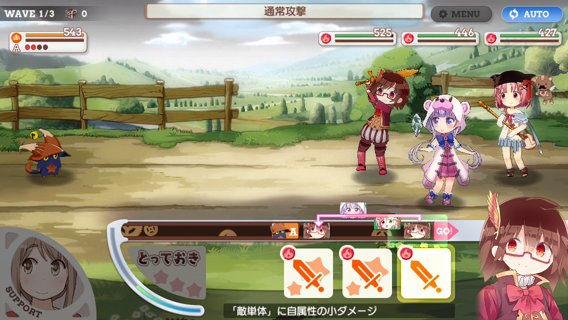 WAVE 1/3
0
通常攻撃
MENU
AUTO
543
A
525
446
427
GO!
とっておき
SUPPORT
「敵単体」に自属性の小ダメージ